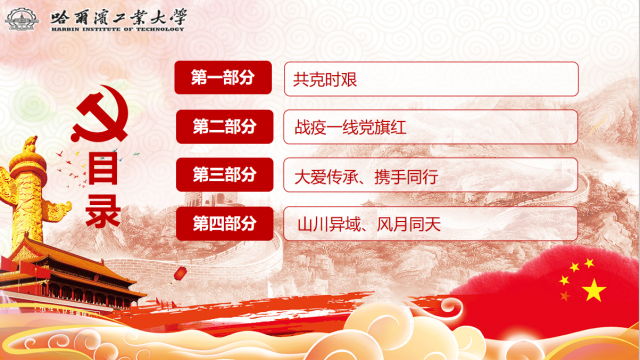 哈爾濱工業大學
HARBIN INSTITUTE OF TECHNOLOGY
目录
第一部分 共克时艰
第二部分 战疫一线党旗红
第三部分 大爱传承、携手同行
第四部分 山川异域、风月同天